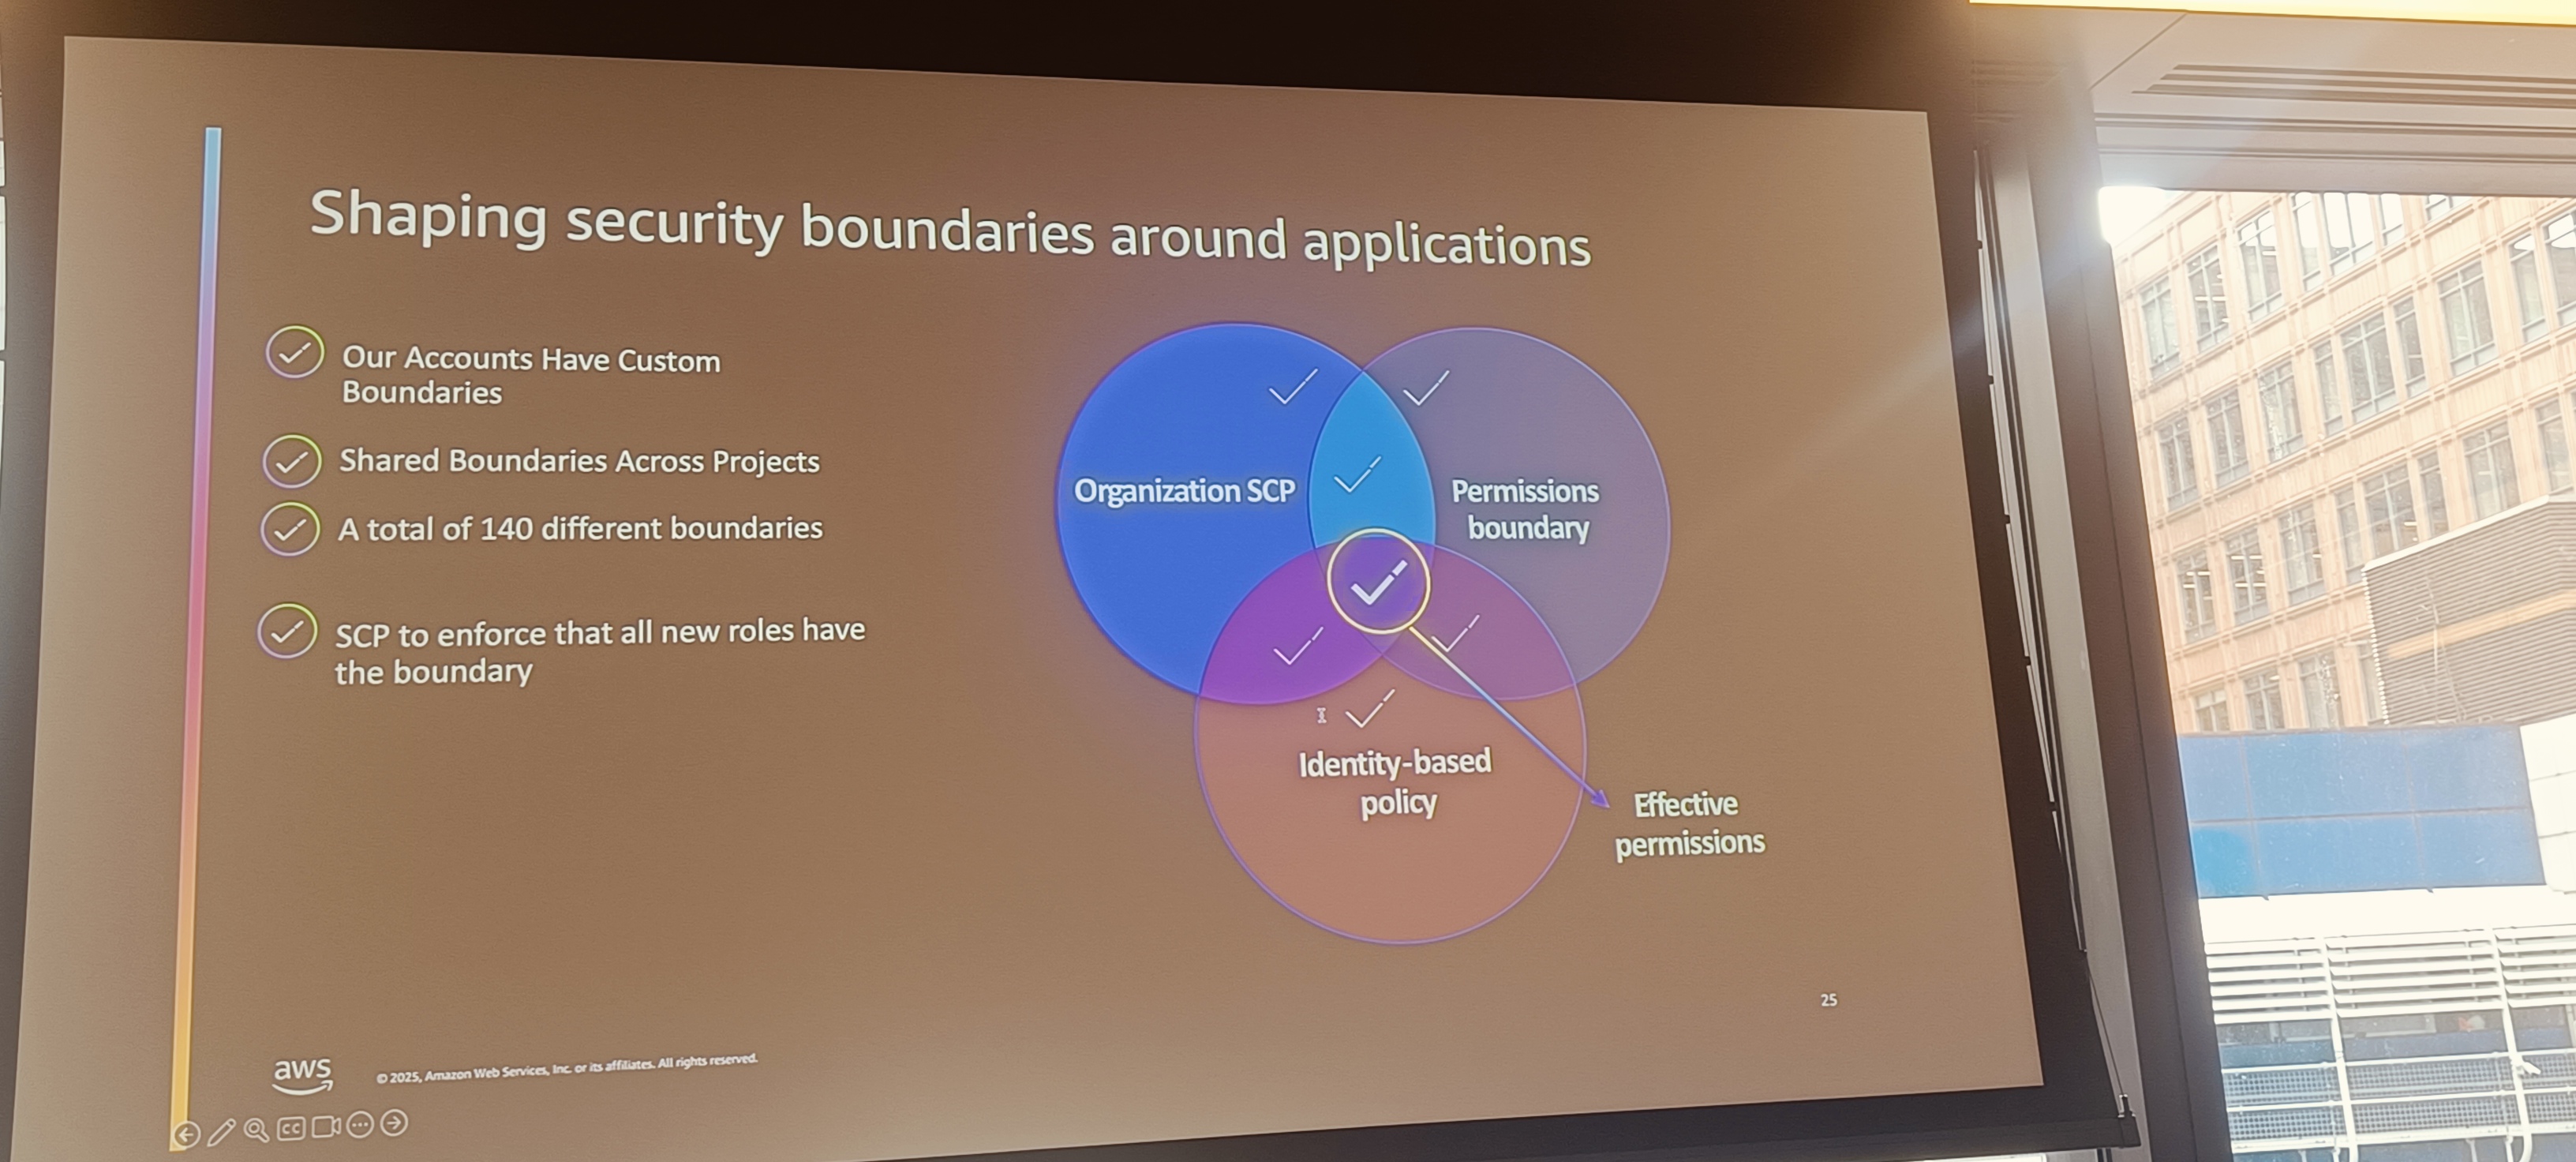 Shaping security boundaries around applications
Our Accounts Have Custom
Boundaries
Shared Boundaries Across Projects
A total of 140 different boundaries
SCP to enforce that all new roles have
the boundary
Organization SCP
Permissions
boundary
Identity-based
policy
Effective
permissions
25
aws
© 2025, Amazon Web Services, Inc. or its affiliates. All rights reserved.
CC